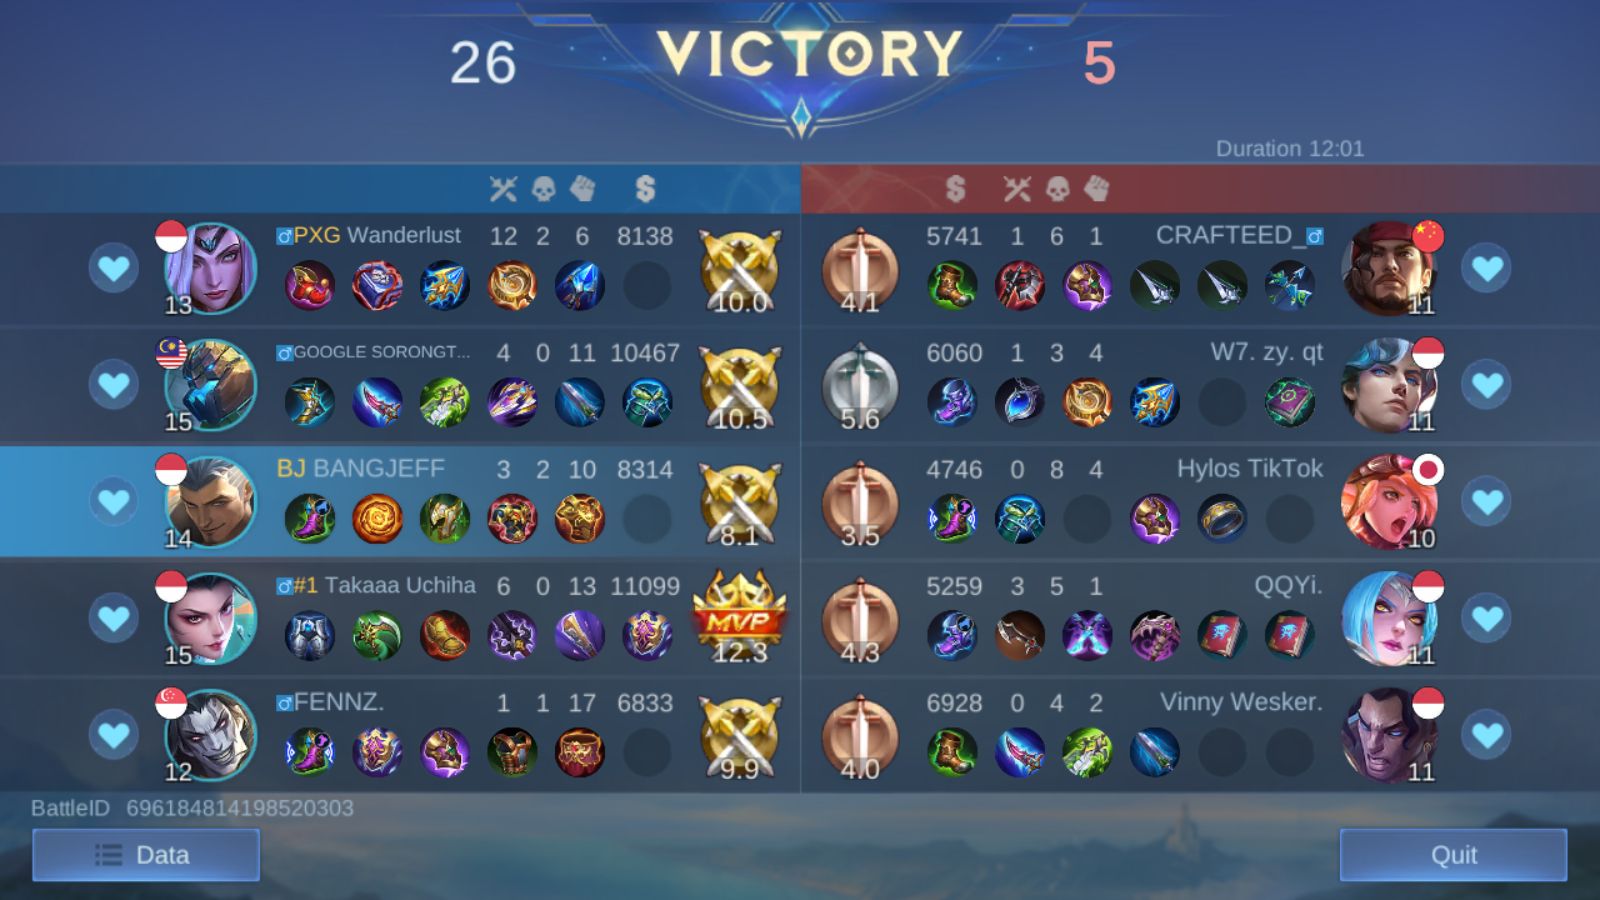 26 VICTORY 5
Duration 12:01
PXG Wanderlust 12 2 6 8138
13 10.0
5741 1 6 1 CRAFTEED_
4.1 11
GOOGLE SORONGT... 4 0 11 10467
15 10.5
6060 1 3 4 W7. zy. qt
5.6 11
BJ BANGJEFF 3 2 10 8314
14 8.1
4746 0 8 4 Hylos TikTok
3.5 10
#1 Takaaa Uchiha 6 0 13 11099
MVP
15 12.3
5259 3 5 1 QQYi.
4.3 11
FENNZ. 1 1 17 6833
12 9.9
6928 0 4 2 Vinny Wesker.
4.0 11
BattleID 696184814198520303
Data
Quit